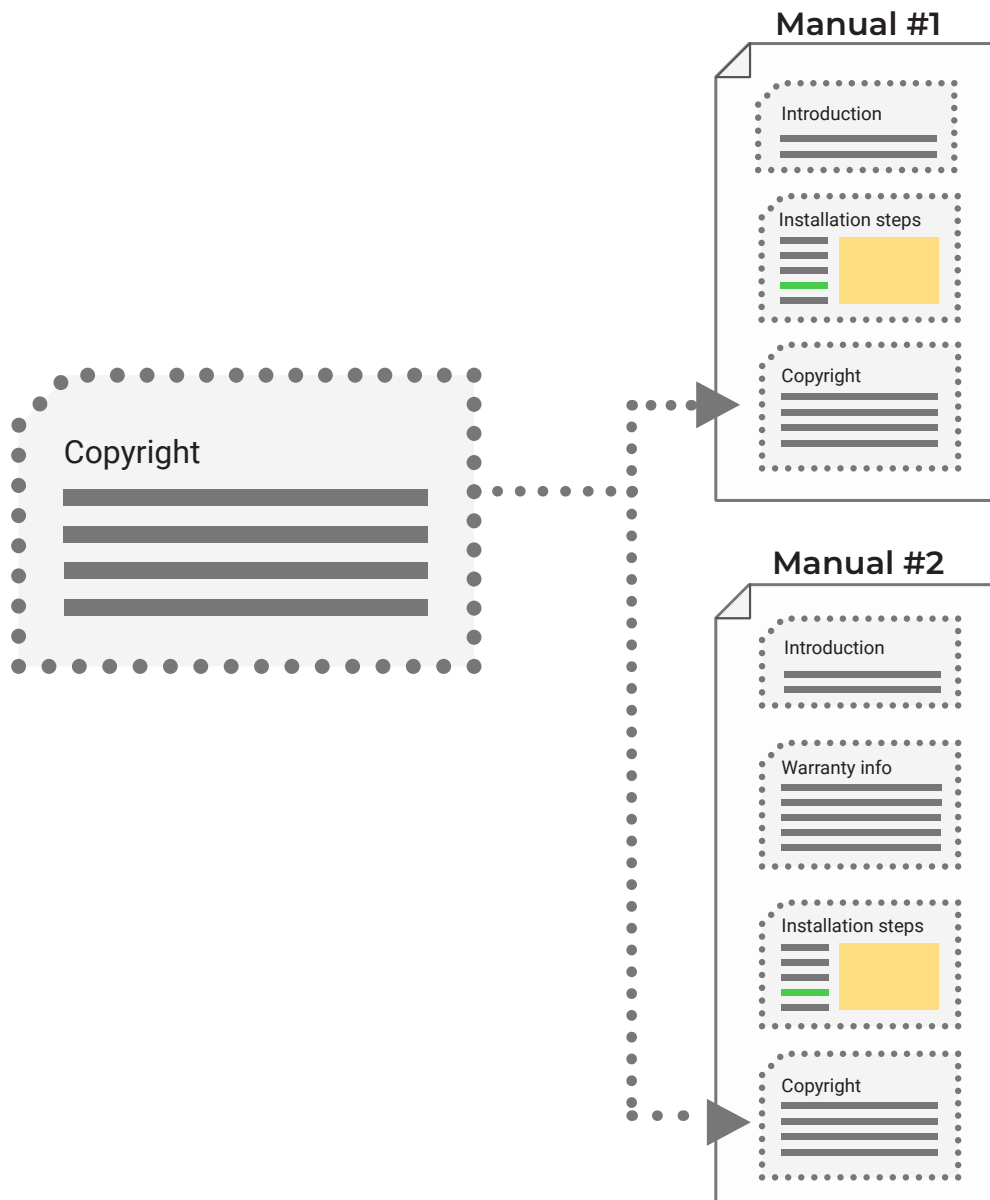 Manual #1
Introduction
Installation steps
Copyright
Copyright
Manual #2
Introduction
Warranty info
Installation steps
Copyright